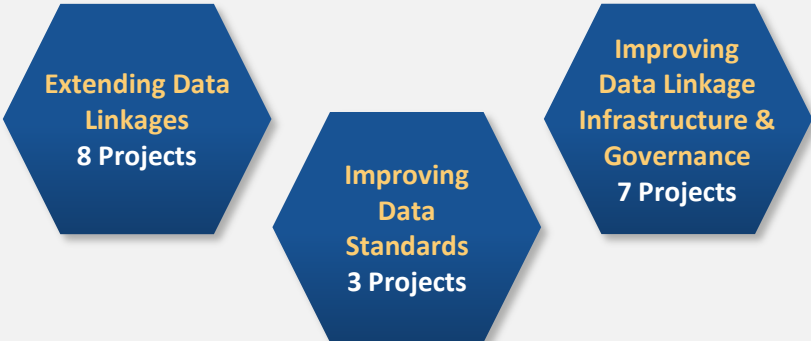 Extending Data
Linkages
8 Projects
Improving
Data
Standards
3 Projects
Improving
Data Linkage
Infrastructure &
Governance
7 Projects